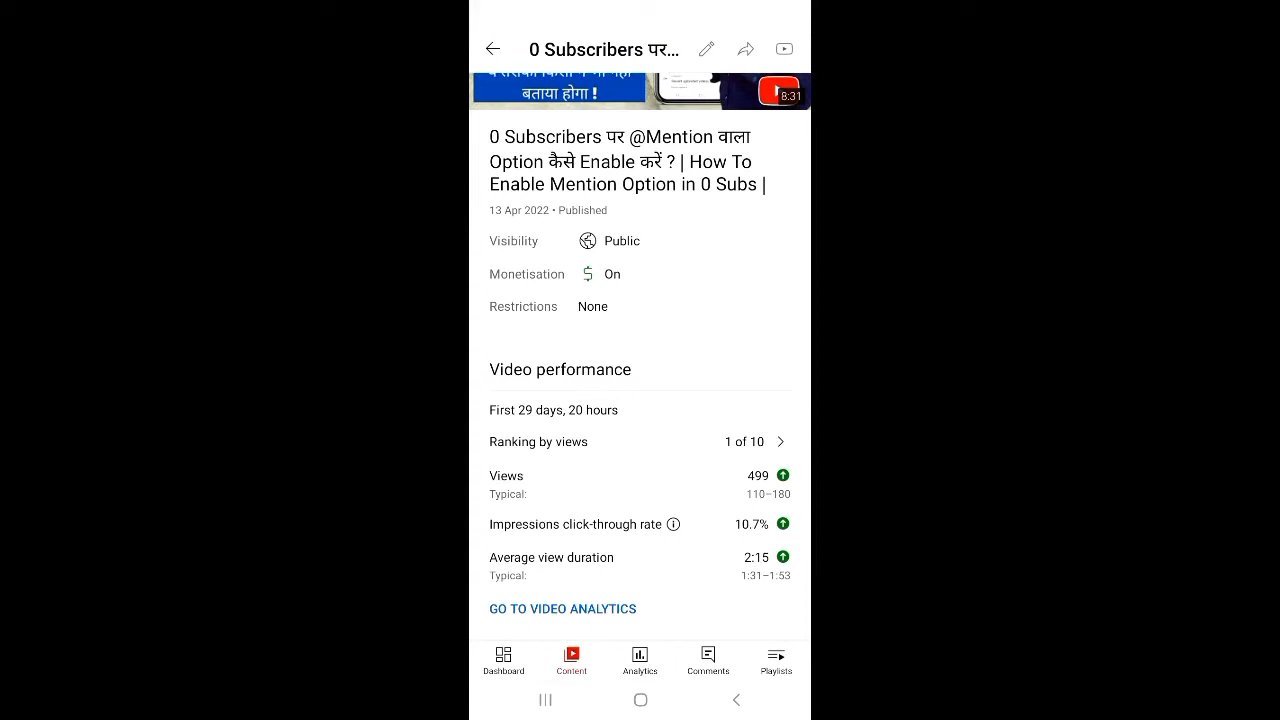 0 Subscribers पर...
बताया होगा !
8:31
0 Subscribers पर @Mention वाला
Option कैसे Enable करें ? | How To
Enable Mention Option in 0 Subs |
13 Apr 2022 • Published
Visibility Public
Monetisation On
Restrictions None
Video performance
First 29 days, 20 hours
Ranking by views 1 of 10
Views 499
Typical: 110–180
Impressions click-through rate 10.7%
Average view duration 2:15
Typical: 1:31–1:53
GO TO VIDEO ANALYTICS
Dashboard Content Analytics Comments Playlists